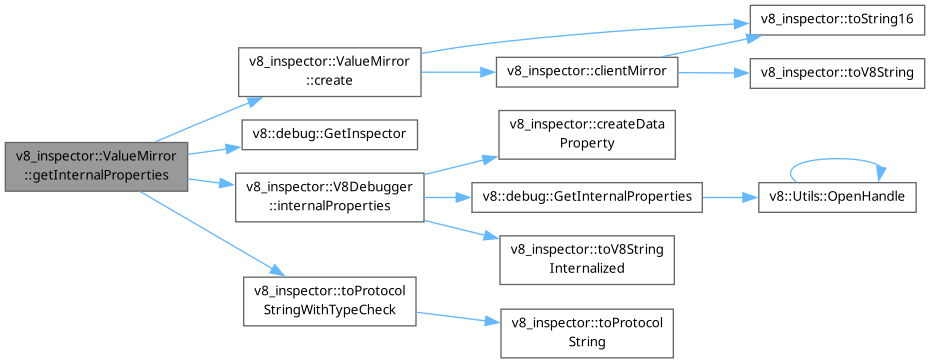 v8_inspector::ValueMirror
::getInternalProperties
v8_inspector::ValueMirror
::create
v8::debug::GetInspector
v8_inspector::V8Debugger
::internalProperties
v8_inspector::toProtocol
StringWithTypeCheck
v8_inspector::clientMirror
v8_inspector::createData
Property
v8::debug::GetInternalProperties
v8_inspector::toV8String
Internalized
v8_inspector::toProtocol
String
v8_inspector::toString16
v8_inspector::toV8String
v8::Utils::OpenHandle